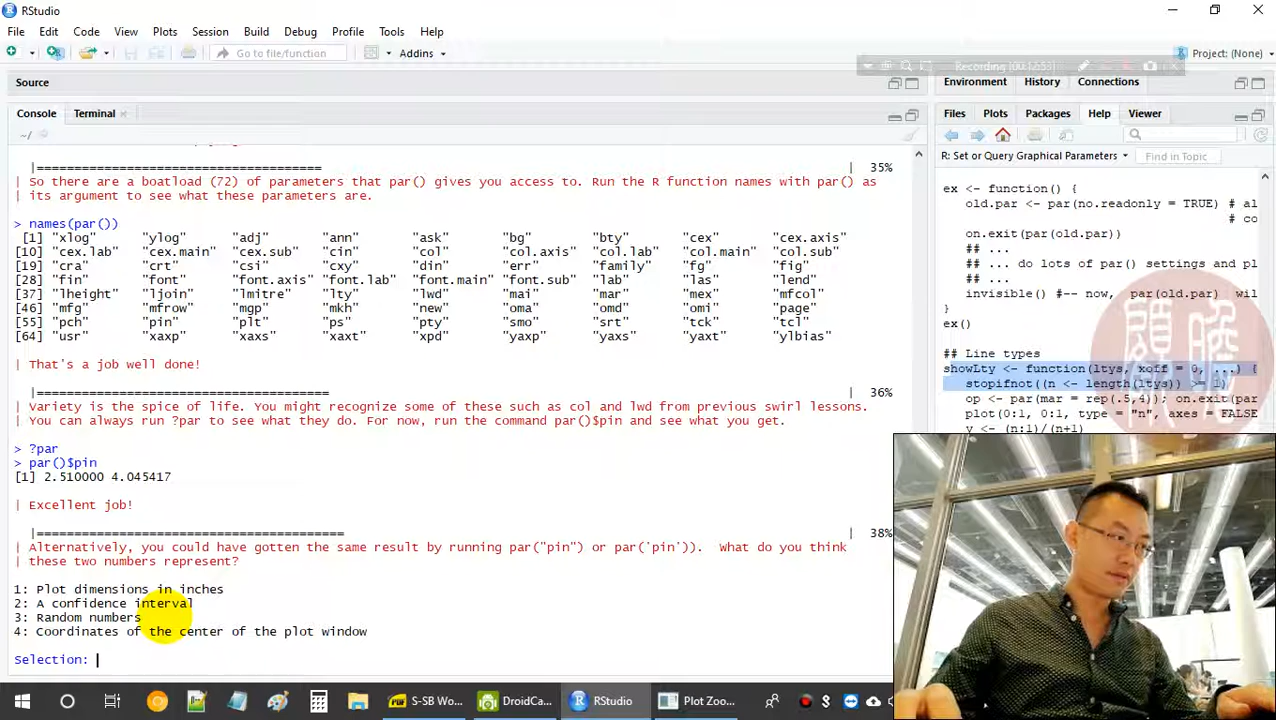 RStudio
File Edit Code View Plots Session Build Debug Profile Tools Help
Go to file/function Addins Project: (None)
Recording [00:16:53]
Source
Environment History Connections
Console Terminal
Files Plots Packages Help Viewer
~/
R: Set or Query Graphical Parameters Find in Topic
|====================================== | 35%
| So there are a boatload (72) of parameters that par() gives you access to. Run the R function names with par() as
| its argument to see what these parameters are.
> names(par())
[1] "xlog" "ylog" "adj" "ann" "ask" "bg" "bty" "cex" "cex.axis"
[10] "cex.lab" "cex.main" "cex.sub" "cin" "col" "col.axis" "col.lab" "col.main" "col.sub"
[19] "cra" "crt" "csi" "cxy" "din" "err" "family" "fg" "fig"
[28] "fin" "font" "font.axis" "font.lab" "font.main" "font.sub" "lab" "las" "lend"
[37] "lheight" "ljoin" "lmitre" "lty" "lwd" "mai" "mar" "mex" "mfcol"
[46] "mfg" "mfrow" "mgp" "mkh" "new" "oma" "omd" "omi" "page"
[55] "pch" "pin" "plt" "ps" "pty" "smo" "srt" "tck" "tcl"
[64] "usr" "xaxp" "xaxs" "xaxt" "xpd" "yaxp" "yaxs" "yaxt" "ylbias"
| That's a job well done!
|======================================= | 36%
| Variety is the spice of life. You might recognize some of these such as col and lwd from previous swirl lessons.
| You can always run ?par to see what they do. For now, run the command par()$pin and see what you get.
> ?par
> par()$pin
[1] 2.510000 4.045417
| Excellent job!
|========================================= | 38%
| Alternatively, you could have gotten the same result by running par("pin") or par('pin')). What do you think
| these two numbers represent?
1: Plot dimensions in inches
2: A confidence interval
3: Random numbers
4: Coordinates of the center of the plot window
Selection:
ex <- function() {
old.par <- par(no.readonly = TRUE) # al
# co
on.exit(par(old.par))
## ...
## ... do lots of par() settings and pl
## ...
invisible() #-- now, par(old.par) wil
}
ex()
## Line types
showLty <- function(ltys, xoff = 0, ...) {
stopifnot((n <- length(ltys)) >= 1)
op <- par(mar = rep(.5,4)); on.exit(par
plot(0:1, 0:1, type = "n", axes = FALSE
y <- (n:1)/(n+1)
S-SB Wo... DroidCa... RStudio Plot Zoo...